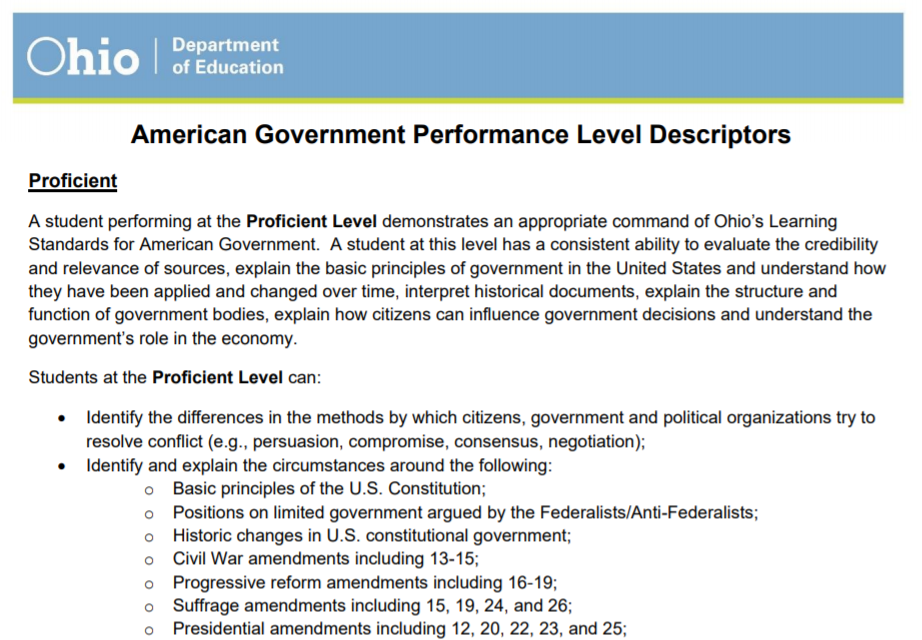 Ohio
Department
of Education
American Government Performance Level Descriptors
Proficient
A student performing at the Proficient Level demonstrates an appropriate command of Ohio's Learning
Standards for American Government.  A student at this level has a consistent ability to evaluate the credibility
and relevance of sources, explain the basic principles of government in the United States and understand how
they have been applied and changed over time, interpret historical documents, explain the structure and
function of government bodies, explain how citizens can influence government decisions and understand the
government's role in the economy.
Students at the Proficient Level can:
• Identify the differences in the methods by which citizens, government and political organizations try to
resolve conflict (e.g., persuasion, compromise, consensus, negotiation);
• Identify and explain the circumstances around the following:
o Basic principles of the U.S. Constitution;
o Positions on limited government argued by the Federalists/Anti-Federalists;
o Historic changes in U.S. constitutional government;
o Civil War amendments including 13-15;
o Progressive reform amendments including 16-19;
o Suffrage amendments including 15, 19, 24, and 26;
o Presidential amendments including 12, 20, 22, 23, and 25;